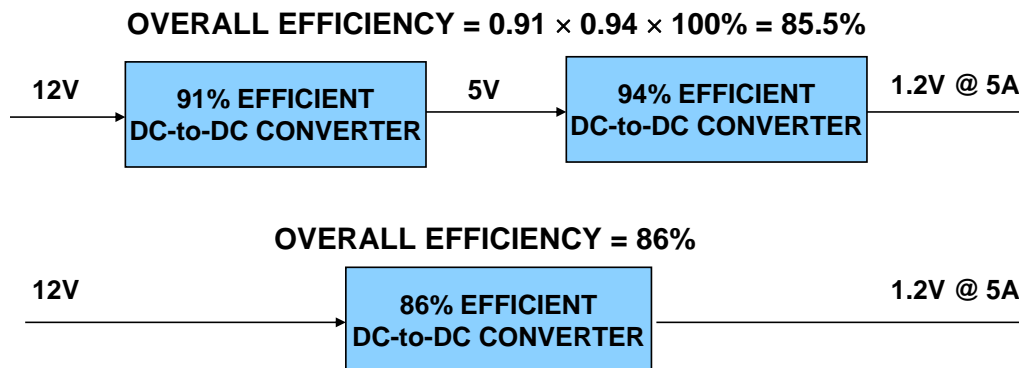 OVERALL EFFICIENCY = 0.91 × 0.94 × 100% = 85.5%
12V
91% EFFICIENT
DC-to-DC CONVERTER
5V
94% EFFICIENT
DC-to-DC CONVERTER
1.2V @ 5A
OVERALL EFFICIENCY = 86%
12V
86% EFFICIENT
DC-to-DC CONVERTER
1.2V @ 5A